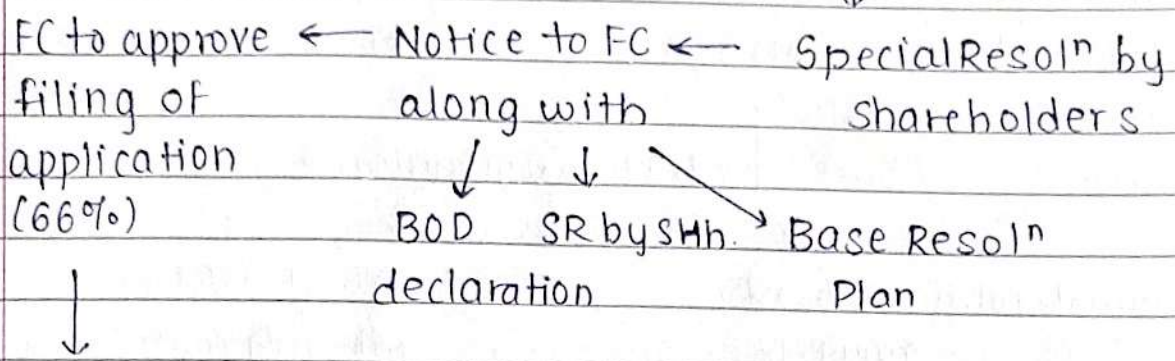 FC to approve ← Notice to FC ← Special Resolⁿ by
filing of along with Shareholders
application
(66%) BOD SR by SHh. Base Resolⁿ
declaration Plan